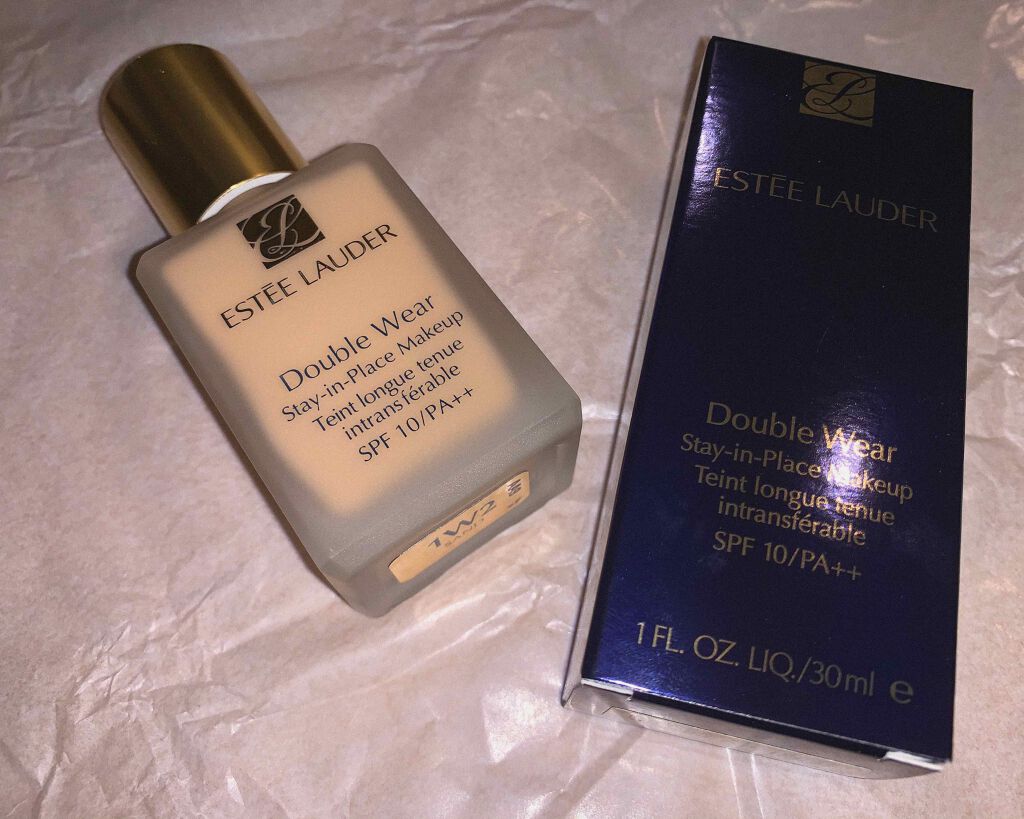 ESTĒE LAUDER
Double Wear
Stay-in-Place Makeup
Teint longue tenue
intransférable
SPF 10/PA++
1W2
SAND
ESTĒE LAUDER
Double Wear
Stay-in-Place Makeup
Teint longue tenue
intransférable
SPF 10/PA++
1 FL. OZ. LIQ./30ml e